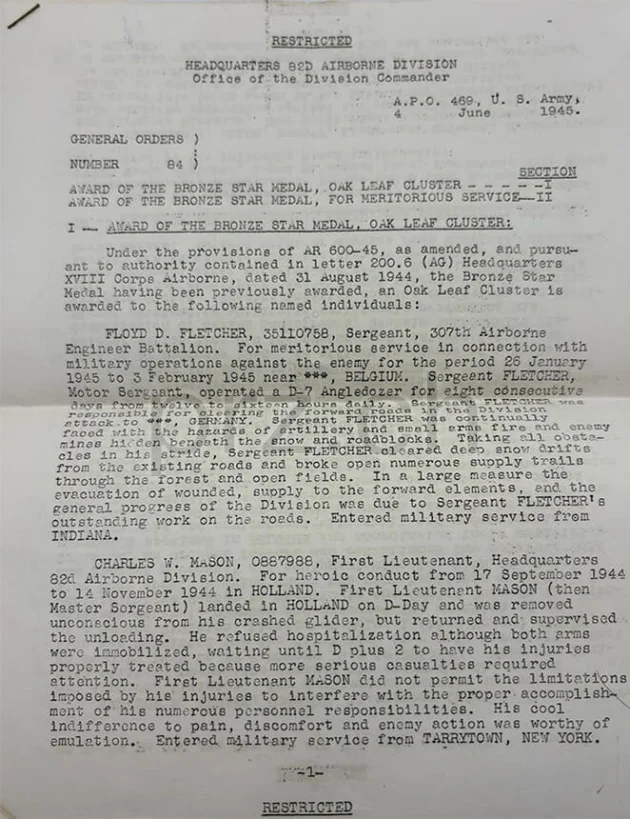 RESTRICTED
HEADQUARTERS 82D AIRBORNE DIVISION
Office of the Division Commander
A.P.O. 469, U. S. Army,
4 June 1945.
GENERAL ORDERS )
:
NUMBER 84 )
SECTION
AWARD OF THE BRONZE STAR MEDAL, OAK LEAF CLUSTER - - - - - -I
AWARD OF THE BRONZE STAR MEDAL, FOR MERITORIOUS SERVICE--II
I -- AWARD OF THE BRONZE STAR MEDAL, OAK LEAF CLUSTER:
Under the provisions of AR 600-45, as amended, and pursu-
ant to authority contained in letter 200.6 (AG) Headquarters
XVIII Corps Airborne, dated 31 August 1944, the Bronze Star
Medal having been previously awarded, an Oak Leaf Cluster is
awarded to the following named individuals:
FLOYD D. FLETCHER, 35110758, Sergeant, 307th Airborne
Engineer Battalion. For meritorious service in connection with
military operations against the enemy for the period 26 January
1945 to 3 February 1945 near ***, BELGIUM. Sergeant FLETCHER,
Motor Sergeant, operated a D-7 Angledozer for eight consecutive
days from twelve to sixteen hours daily. Sergeant FLETCHER was
responsible for clearing the forward roads in the Division
attack to ***, GERMANY. Sergeant FLETCHER was continually
faced with the hazards of artillery and small arms fire and enemy
mines hidden beneath the snow and roadblocks. Taking all obsta-
cles in his stride, Sergeant FLETCHER cleared deep snow drifts
from the existing roads and broke open numerous supply trails
through the forest and open fields. In a large measure the
evacuation of wounded, supply to the forward elements, and the
general progress of the Division was due to Sergeant FLETCHER's
outstanding work on the roads. Entered military service from
INDIANA.
CHARLES W. MASON, O887988, First Lieutenant, Headquarters
82d Airborne Division. For heroic conduct from 17 September 1944
to 14 November 1944 in HOLLAND. First Lieutenant MASON (then
Master Sergeant) landed in HOLLAND on D-Day and was removed
unconscious from his crashed glider, but returned and supervised
the unloading. He refused hospitalization although both arms
were immobilized, waiting until D plus 2 to have his injuries
properly treated because more serious casualties required
attention. First Lieutenant MASON did not permit the limitations
imposed by his injuries to interfere with the proper accomplish-
ment of his numerous personnel responsibilities. His cool
indifference to pain, discomfort and enemy action was worthy of
emulation. Entered military service from TARRYTOWN, NEW YORK.
-1-
RESTRICTED